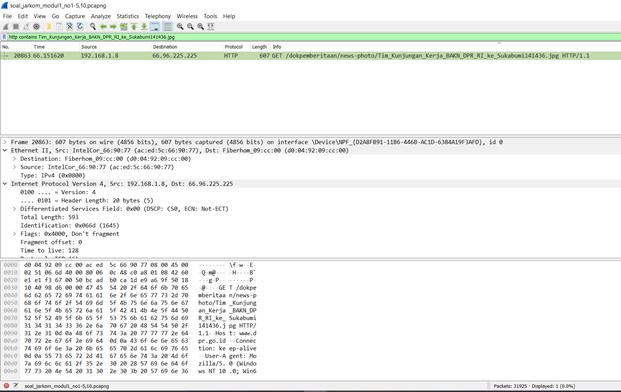 soal_jarkom_modul1_no1-5,10.pcapng
File Edit View Go Capture Analyze Statistics Telephony Wireless Tools Help
http contains Tim_Kunjungan_Kerja_BAKN_DPR_RI_ke_Sukabumi141436.jpg
No. Time Source Destination Protocol Length Info
20863 66.151620 192.168.1.8 66.96.225.225 HTTP 607 GET /dokpemberitaan/news-photo/Tim_Kunjungan_Kerja_BAKN_DPR_RI_ke_Sukabumi141436.jpg HTTP/1.1
Frame 20863: 607 bytes on wire (4856 bits), 607 bytes captured (4856 bits) on interface \Device\NPF_{D2ABFB91-11B6-4468-AC1D-6384A19F3AFD}, id 0
Ethernet II, Src: IntelCor_66:90:77 (ac:ed:5c:66:90:77), Dst: Fiberhom_09:cc:00 (d0:04:92:09:cc:00)
Destination: Fiberhom_09:cc:00 (d0:04:92:09:cc:00)
Source: IntelCor_66:90:77 (ac:ed:5c:66:90:77)
Type: IPv4 (0x0800)
Internet Protocol Version 4, Src: 192.168.1.8, Dst: 66.96.225.225
0100 .... = Version: 4
.... 0101 = Header Length: 20 bytes (5)
Differentiated Services Field: 0x00 (DSCP: CS0, ECN: Not-ECT)
Total Length: 593
Identification: 0x066d (1645)
Flags: 0x4000, Don't fragment
Fragment offset: 0
Time to live: 128
0000 d0 04 92 09 cc 00 ac ed 5c 66 90 77 08 00 45 00 ········ \f·w··E·
0010 02 51 06 6d 40 00 80 06 0c 48 c0 a8 01 08 42 60 ·Q·m@··· ·H····B`
0020 e1 e1 f3 67 00 50 bc ad b0 ca 1d e9 a6 9f 50 18 ···g·P·· ······P·
0030 10 40 98 d6 00 00 47 45 54 20 2f 64 6f 6b 70 65 ·@····GE T /dokpe
0040 6d 62 65 72 69 74 61 61 6e 2f 6e 65 77 73 2d 70 mberitaa n/news-p
0050 68 6f 74 6f 2f 54 69 6d 5f 4b 75 6e 6a 75 6e 67 hoto/Tim _Kunjung
0060 61 6e 5f 4b 65 72 6a 61 5f 42 41 4b 4e 5f 44 50 an_Kerja _BAKN_DP
0070 52 5f 52 49 5f 6b 65 5f 53 75 6b 61 62 75 6d 69 R_RI_ke_ Sukabumi
0080 31 34 31 34 33 36 2e 6a 70 67 20 48 54 54 50 2f 141436.j pg HTTP/
0090 31 2e 31 0d 0a 48 6f 73 74 3a 20 77 77 77 2e 64 1.1··Hos t: www.d
00a0 70 72 2e 67 6f 2e 69 64 0d 0a 43 6f 6e 6e 65 63 pr.go.id ··Connec
00b0 74 69 6f 6e 3a 20 6b 65 65 70 2d 61 6c 69 76 65 tion: ke ep-alive
00c0 0d 0a 55 73 65 72 2d 41 67 65 6e 74 3a 20 4d 6f ··User-A gent: Mo
00d0 7a 69 6c 6c 61 2f 35 2e 30 20 28 57 69 6e 64 6f zilla/5. 0 (Windo
00e0 77 73 20 4e 54 20 31 30 2e 30 3b 20 57 69 6e 36 ws NT 10 .0; Win6
soal_jarkom_modul1_no1-5,10.pcapng Packets: 31925 · Displayed: 1 (0.0%)